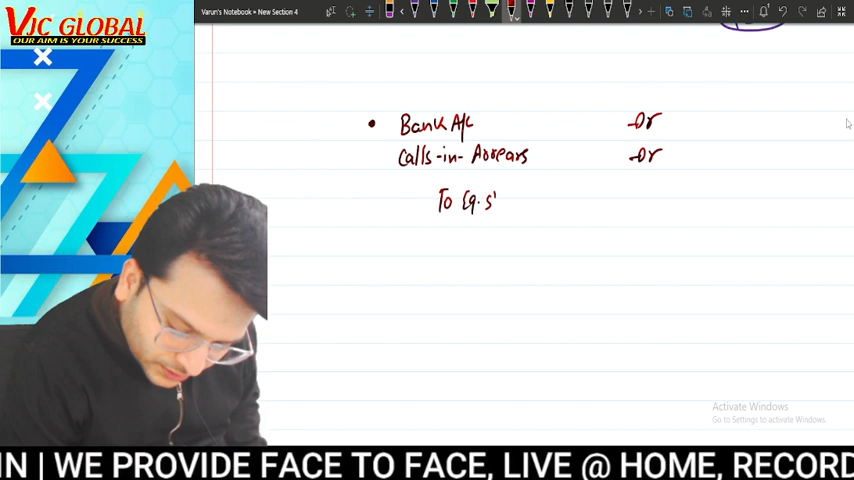 VJC GLOBAL
OUR AIM IS YOUR SUCCESS
Varun's Notebook » New Section 4
• Bank A/c Dr
Calls-in-Arrears Dr
To Eq. S
Activate Windows
Go to Settings to activate Windows.
IN | WE PROVIDE FACE TO FACE, LIVE @ HOME, RECORD